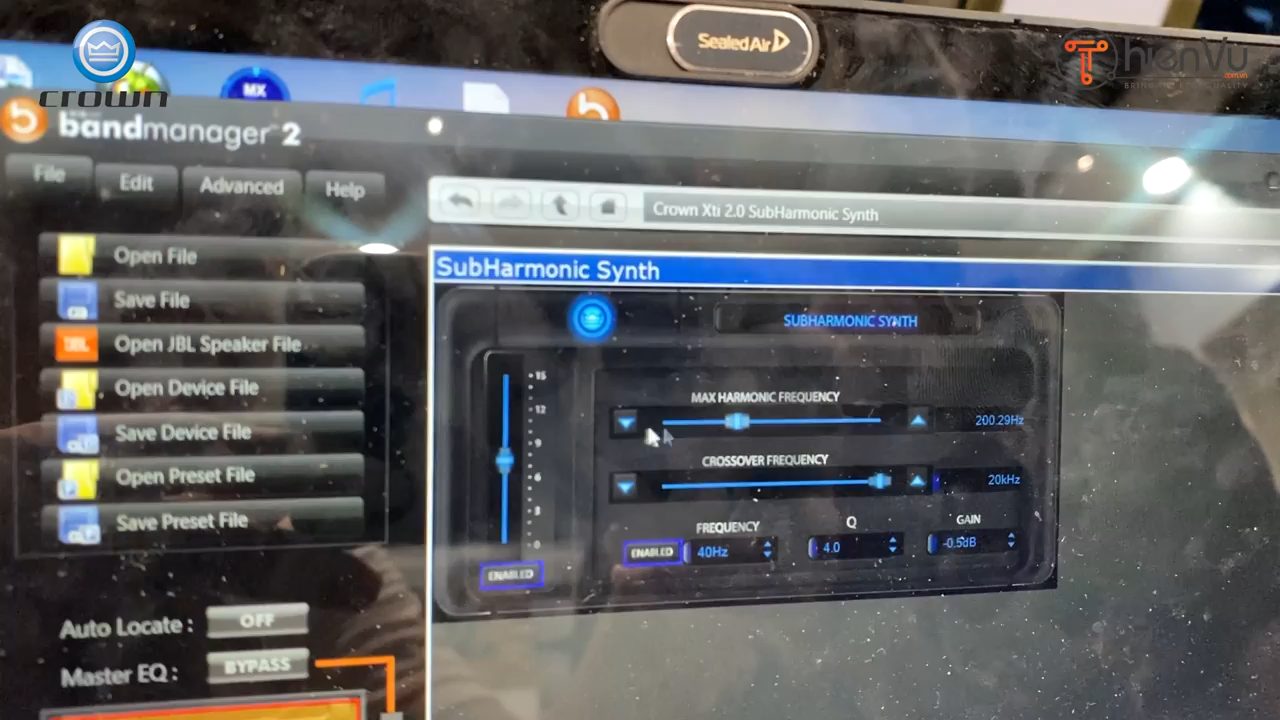 SealedAir
crown
hienVu
.com.vn
MX
bandmanager 2
File
Edit
Advanced
Help
Crown Xti 2.0 SubHarmonic Synth
Open File
Save File
Open JBL Speaker File
Open Device File
Save Device File
Open Preset File
Save Preset File
SubHarmonic Synth
SUBHARMONIC SYNTH
15
12
9
6
3
0
ENABLED
MAX HARMONIC FREQUENCY
200.29Hz
CROSSOVER FREQUENCY
20kHz
FREQUENCY
Q
GAIN
ENABLED
40Hz
4.0
-0.5dB
Auto Locate : OFF
Master EQ : BYPASS